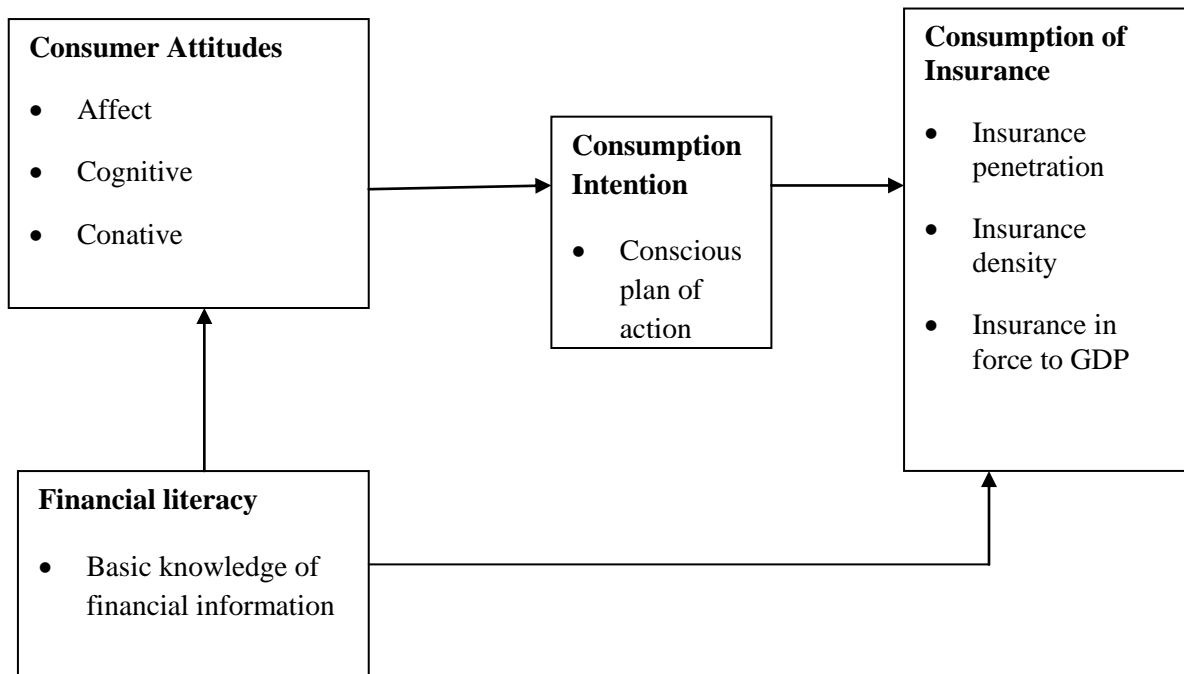 Consumer Attitudes
• Affect
• Cognitive
• Conative
Consumption
Intention
• Conscious
plan of
action
Consumption of
Insurance
• Insurance
penetration
• Insurance
density
• Insurance in
force to GDP
Financial literacy
• Basic knowledge of
financial information